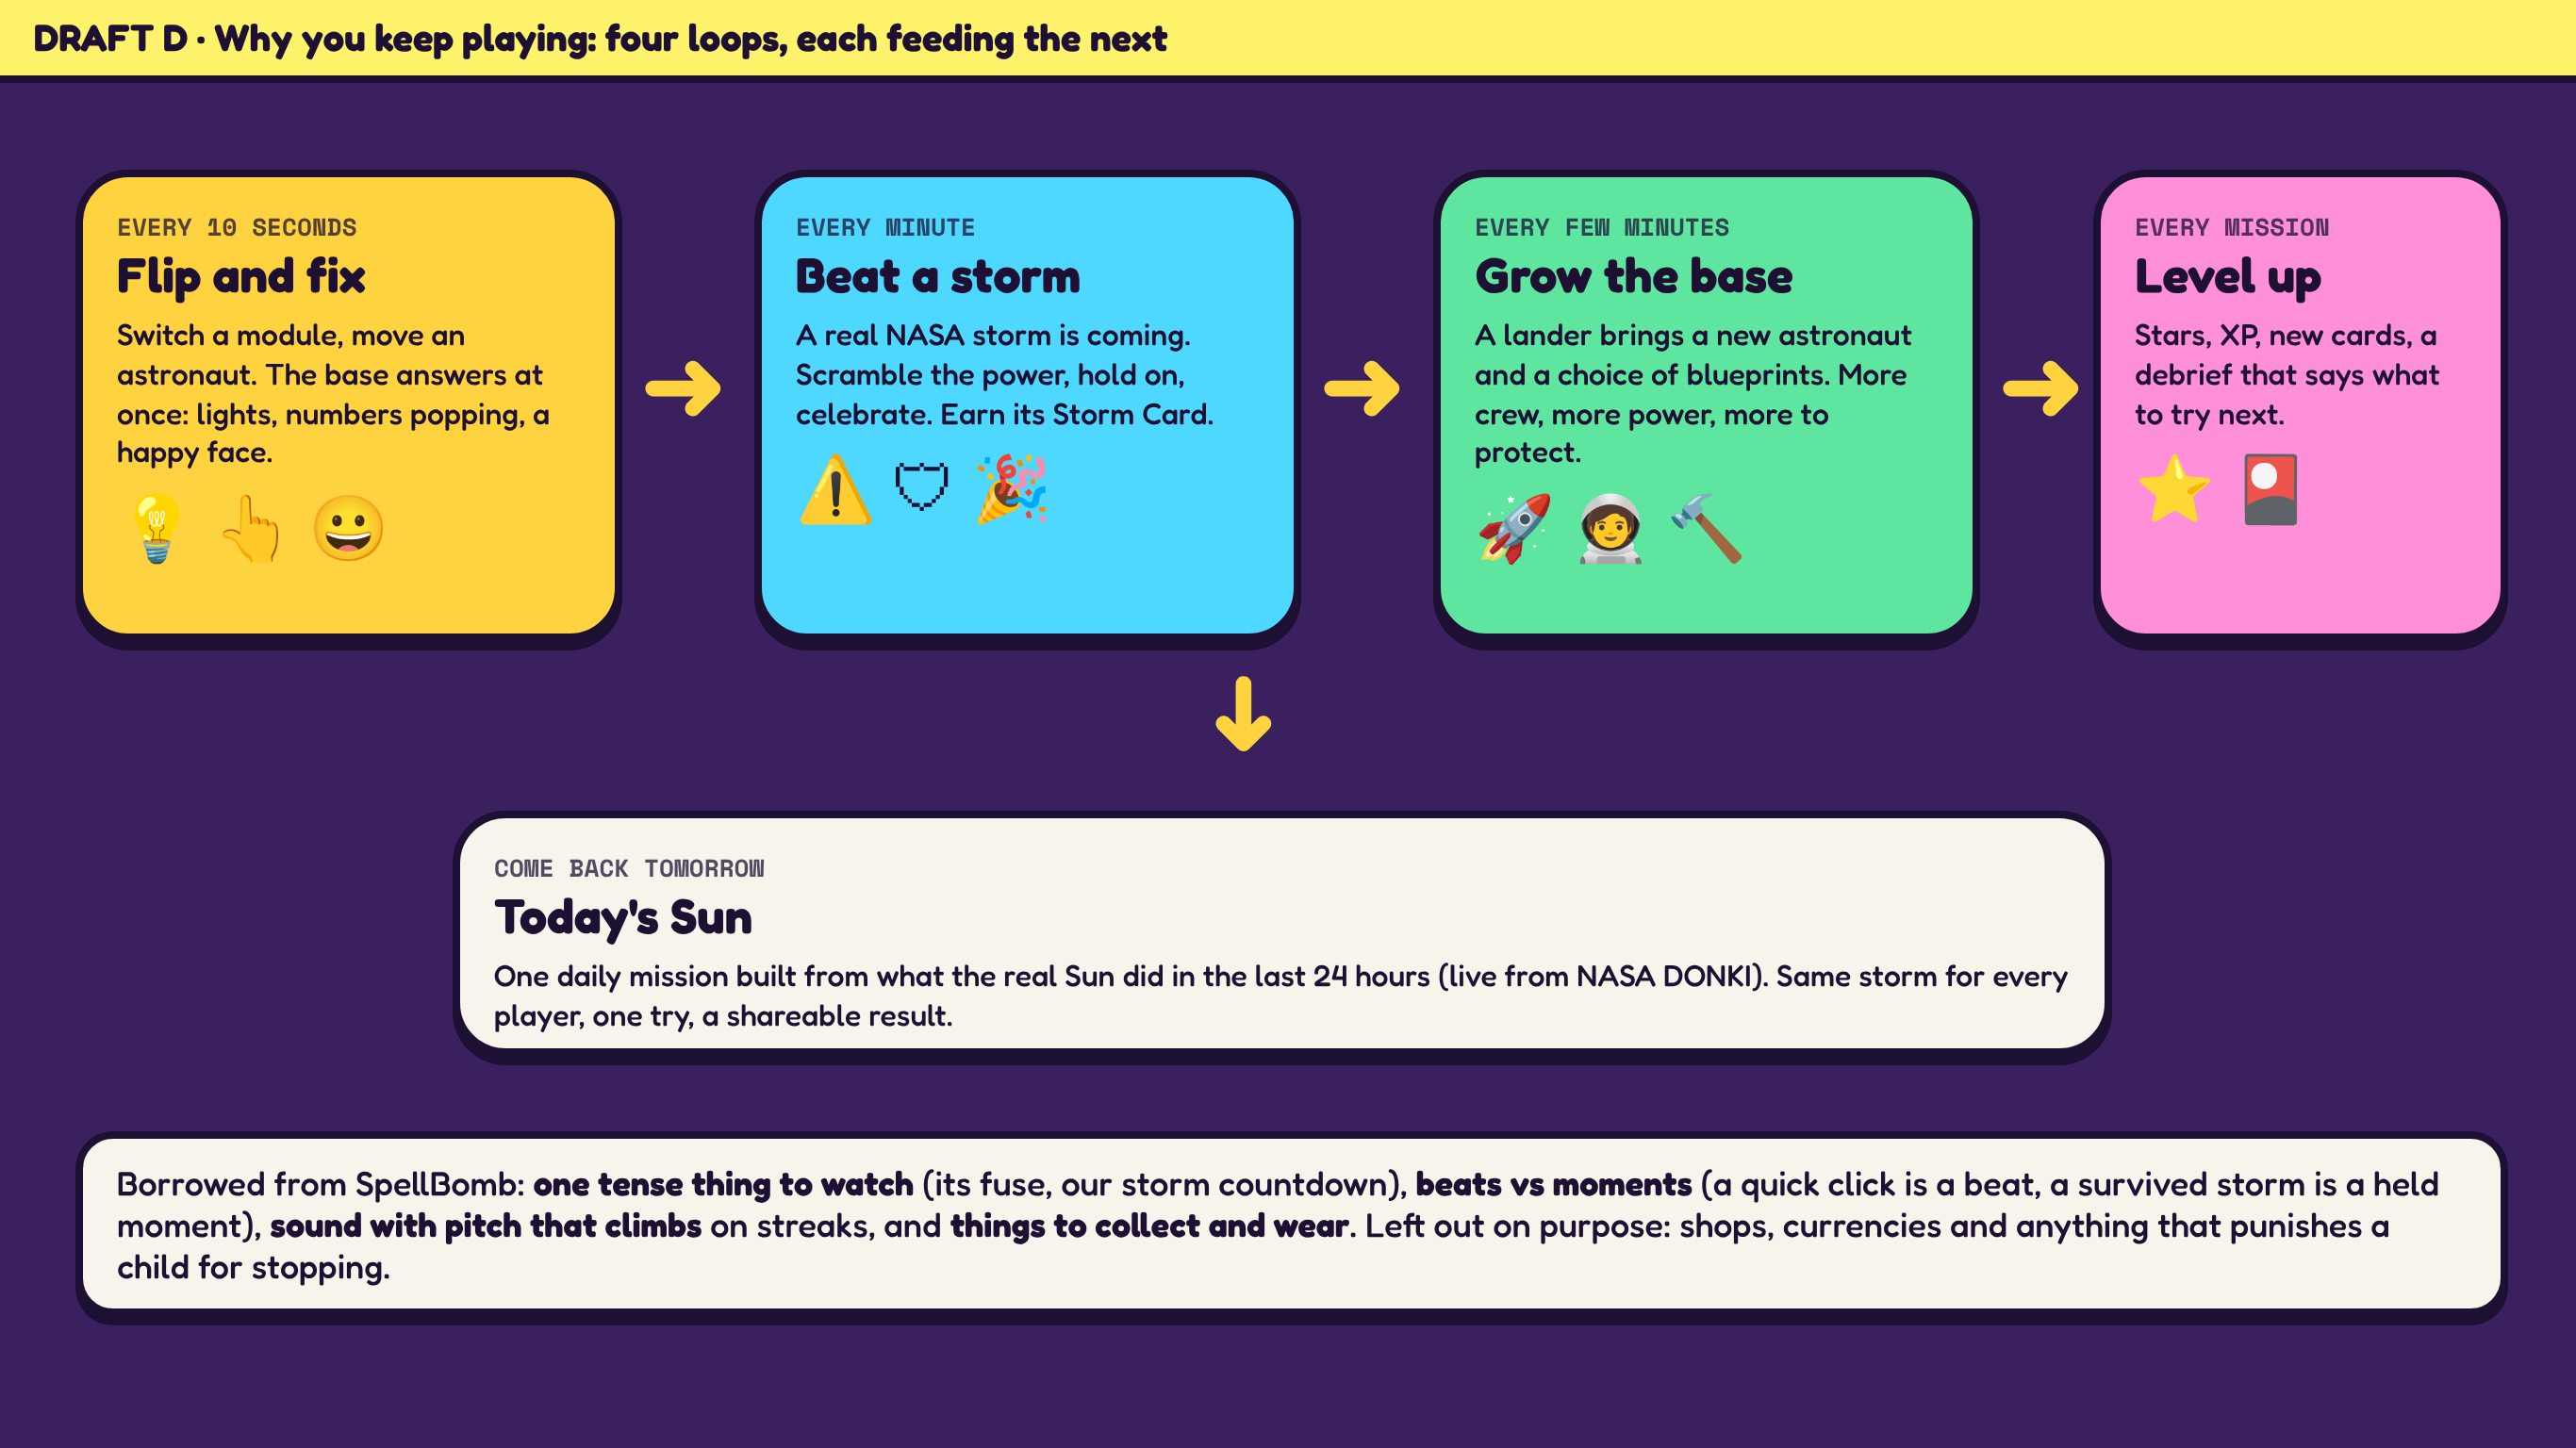 DRAFT D · Why you keep playing: four loops, each feeding the next
EVERY 10 SECONDS
Flip and fix
Switch a module, move an
astronaut. The base answers at
once: lights, numbers popping, a
happy face.
EVERY MINUTE
Beat a storm
A real NASA storm is coming.
Scramble the power, hold on,
celebrate. Earn its Storm Card.
EVERY FEW MINUTES
Grow the base
A lander brings a new astronaut
and a choice of blueprints. More
crew, more power, more to
protect.
EVERY MISSION
Level up
Stars, XP, new cards, a
debrief that says what
to try next.
COME BACK TOMORROW
Today's Sun
One daily mission built from what the real Sun did in the last 24 hours (live from NASA DONKI). Same storm for every
player, one try, a shareable result.
Borrowed from SpellBomb: one tense thing to watch (its fuse, our storm countdown), beats vs moments (a quick click is a beat, a survived storm is a held
moment), sound with pitch that climbs on streaks, and things to collect and wear. Left out on purpose: shops, currencies and anything that punishes a
child for stopping.